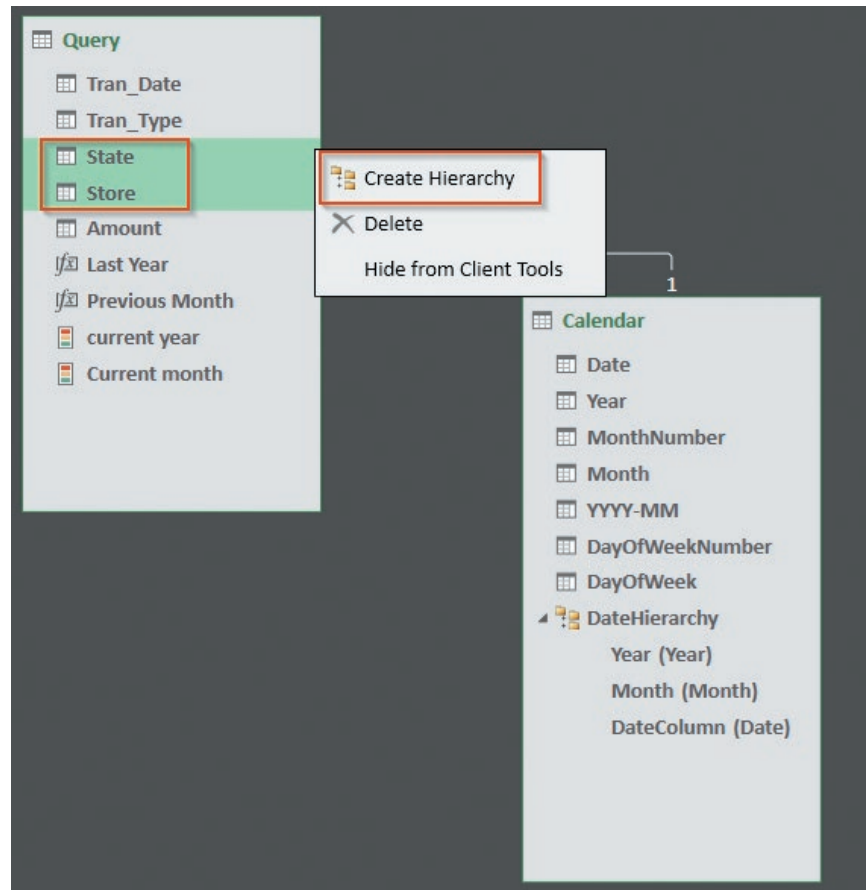 Query
Tran_Date
Tran_Type
State
Store
Amount
Last Year
Previous Month
current year
Current month
Create Hierarchy
Delete
Hide from Client Tools
1
Calendar
Date
Year
MonthNumber
Month
YYYY-MM
DayOfWeekNumber
DayOfWeek
DateHierarchy
Year (Year)
Month (Month)
DateColumn (Date)